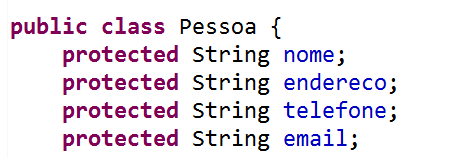 public class Pessoa {
protected String nome;
protected String endereco;
protected String telefone;
protected String email;